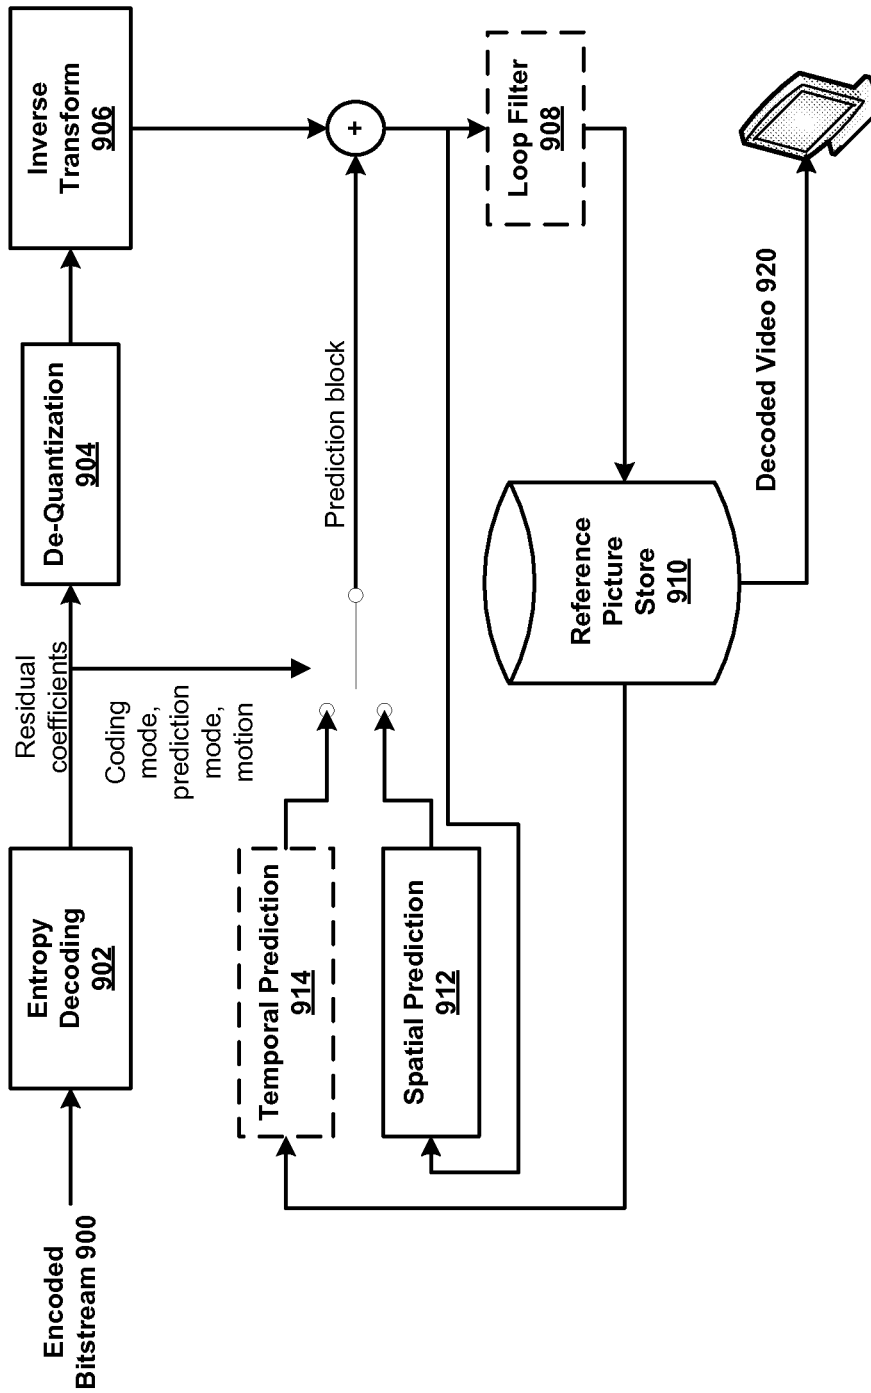 Encoded
Bitstream 900
Entropy
Decoding
902
Residual
coefficients
De-Quantization
904
Inverse
Transform
906
Coding
mode,
prediction
mode,
motion
Temporal Prediction
914
Prediction block
+
Spatial Prediction
912
Loop Filter
908
Reference
Picture
Store
910
Decoded Video 920